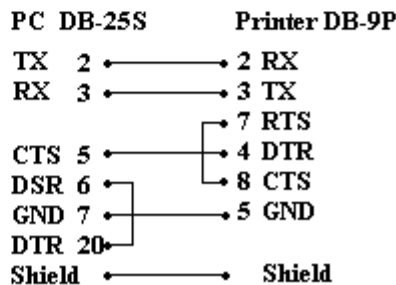 PC DB-25S Printer DB-9P
TX 2 2 RX
RX 3 3 TX
7 RTS
CTS 5 4 DTR
DSR 6 8 CTS
GND 7 5 GND
DTR 20
Shield Shield